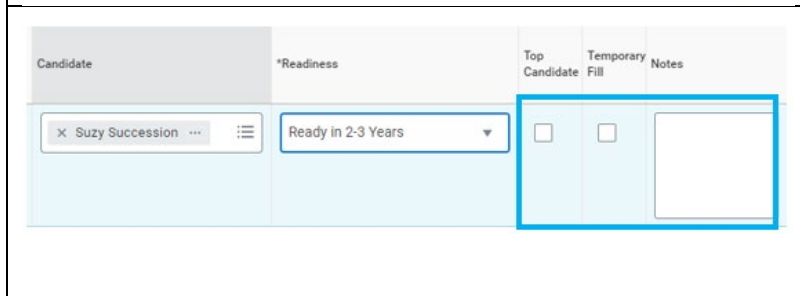 Candidate *Readiness Top Candidate Temporary Fill Notes
× Suzy Succession ... Ready in 2-3 Years